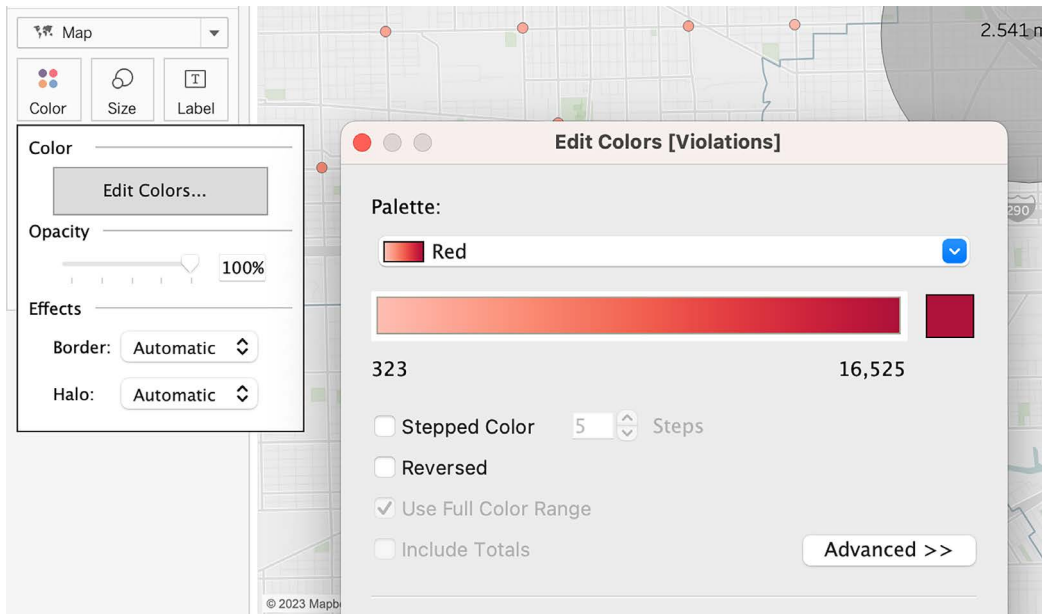 Map
Color Size Label
Color
Edit Colors...
Opacity
100%
Effects
Border: Automatic
Halo: Automatic
2.541 m
290
Edit Colors [Violations]
Palette:
Red
323 16,525
Stepped Color 5 Steps
Reversed
Use Full Color Range
Include Totals
Advanced >>
© 2023 Mapb